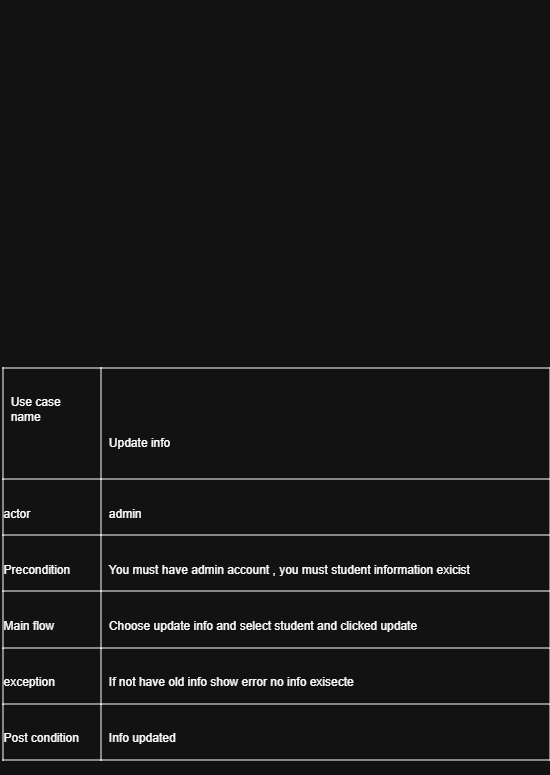 Use case
name
Update info
actor
admin
Precondition
You must have admin account , you must student information exicist
Main flow
Choose update info and select student and clicked update
exception
If not have old info show error no info exisecte
Post condition
Info updated